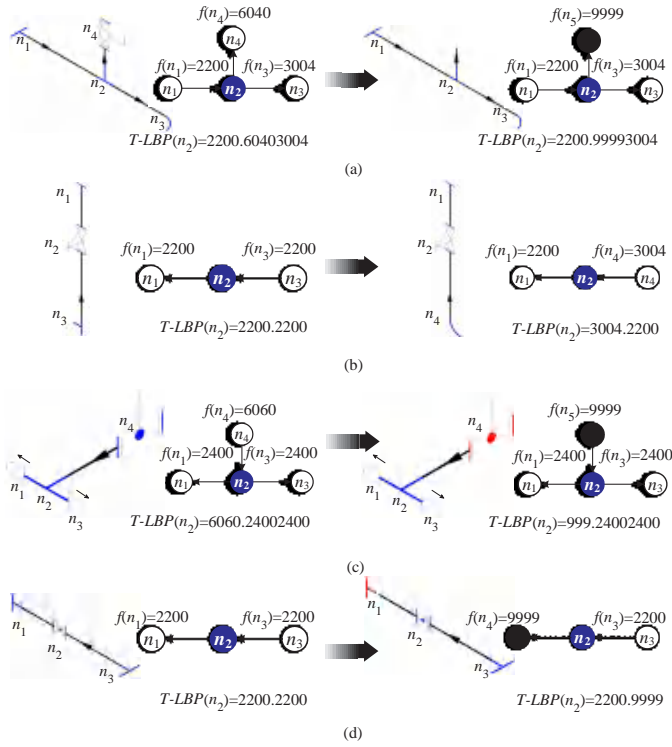 f(n4)=6040
f(n5)=9999
n1
n4
n4
n1
f(n1)=2200
f(n3)=3004
f(n1)=2200
f(n3)=3004
n2
n1
n2
n3
n2
n1
n2
n3
n3
n3
T-LBP(n2)=2200.60403004
T-LBP(n2)=2200.99993004
(a)
n1
n1
n2
f(n1)=2200
f(n3)=2200
n2
f(n1)=2200
f(n4)=3004
n1
n2
n3
n1
n2
n4
n3
n4
T-LBP(n2)=2200.2200
T-LBP(n2)=3004.2200
(b)
n4
f(n4)=6060
n4
f(n5)=9999
n4
f(n1)=2400
f(n3)=2400
f(n1)=2400
f(n3)=2400
n1
n2
n3
n1
n2
n3
n1
n2
n3
n1
n2
n3
T-LBP(n2)=6060.24002400
T-LBP(n2)=999.24002400
(c)
n1
f(n1)=2200
f(n3)=2200
n1
f(n4)=9999
f(n3)=2200
n2
n1
n2
n3
n2
n2
n3
n3
n3
T-LBP(n2)=2200.2200
T-LBP(n2)=2200.9999
(d)